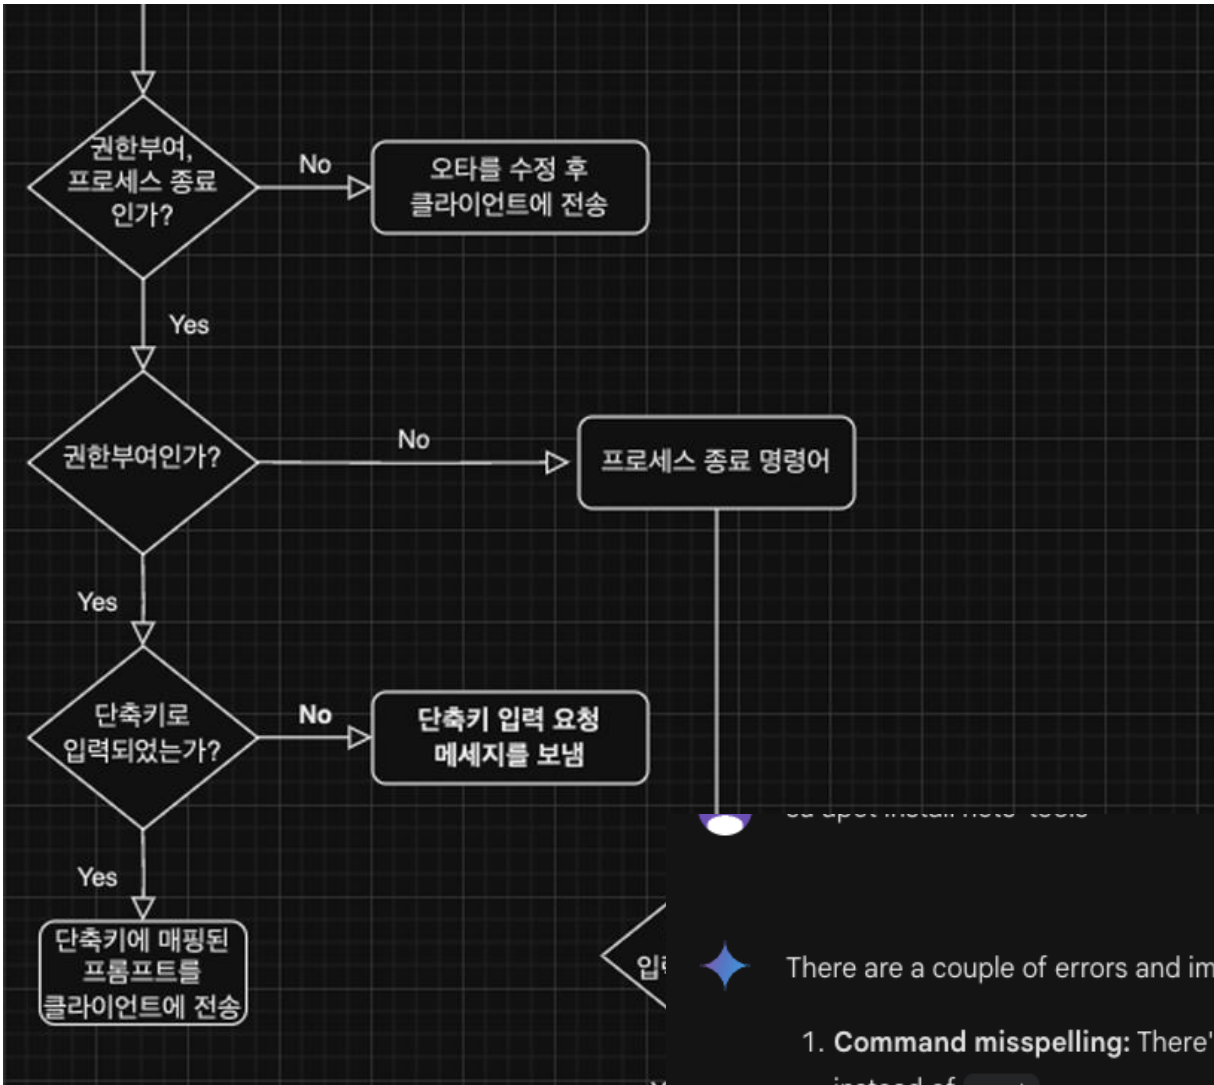 권한부여,
프로세스 종료
인가?
No
오타를 수정 후
클라이언트에 전송
Yes
권한부여인가?
No
프로세스 종료 명령어
Yes
단축키로
입력되었는가?
No
단축키 입력 요청
메세지를 보냄
Yes
단축키에 매핑된
프롬프트를
클라이언트에 전송
There are a couple of errors and im
1. Command misspelling: There'
instead of